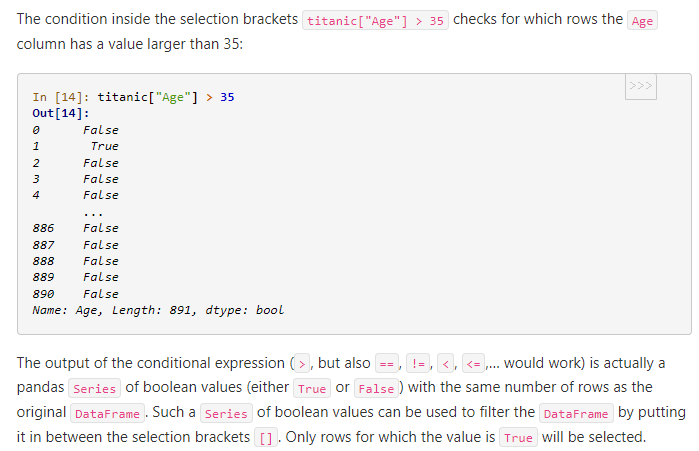 The condition inside the selection brackets titanic["Age"] > 35 checks for which rows the Age
column has a value larger than 35:
>>>
In [14]: titanic["Age"] > 35
Out[14]:
0      False
1       True
2      False
3      False
4      False
       ...
886    False
887    False
888    False
889    False
890    False
Name: Age, Length: 891, dtype: bool
The output of the conditional expression ( > , but also == , != , < , <= ,… would work) is actually a
pandas Series of boolean values (either True or False ) with the same number of rows as the
original DataFrame . Such a Series of boolean values can be used to filter the DataFrame by putting
it in between the selection brackets [] . Only rows for which the value is True will be selected.